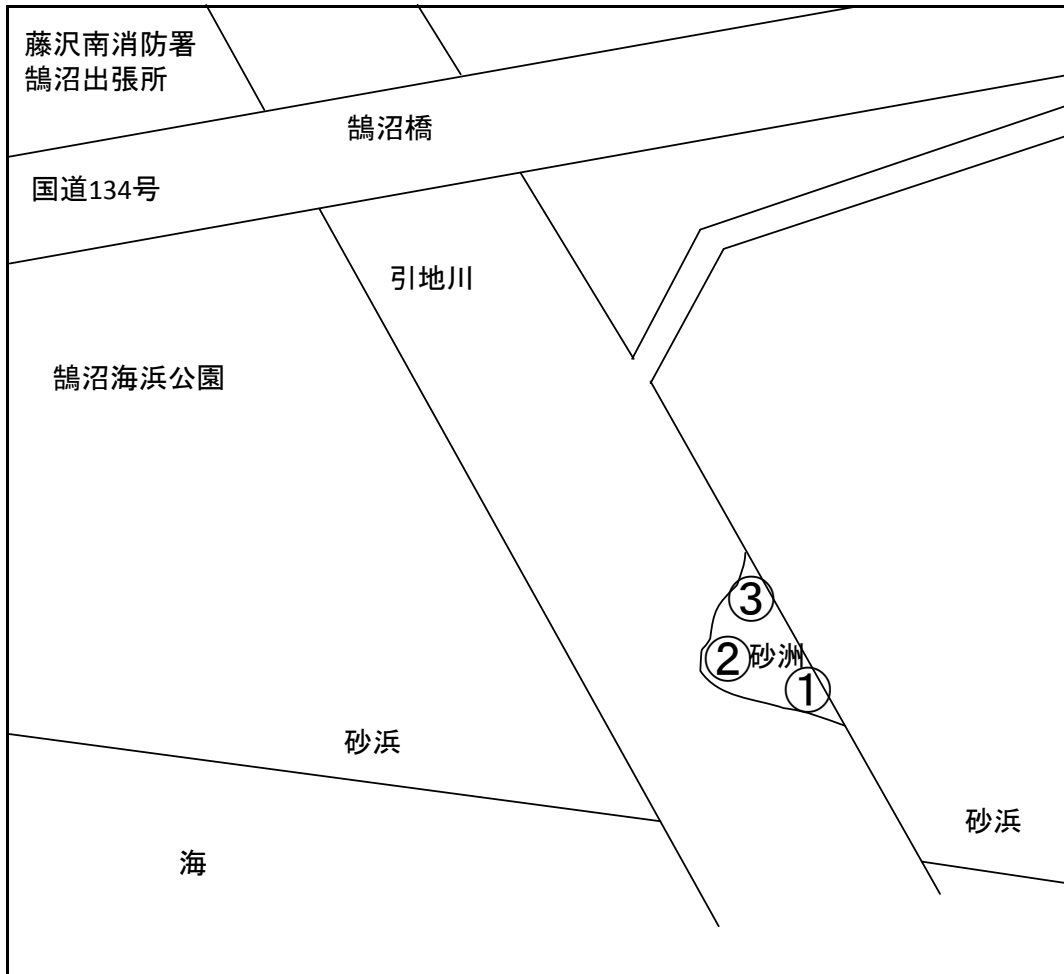 藤沢南消防署
鵠沼出張所
鵠沼橋
国道134号
引地川
鵠沼海浜公園
③
②砂洲
①
砂浜
砂浜
海